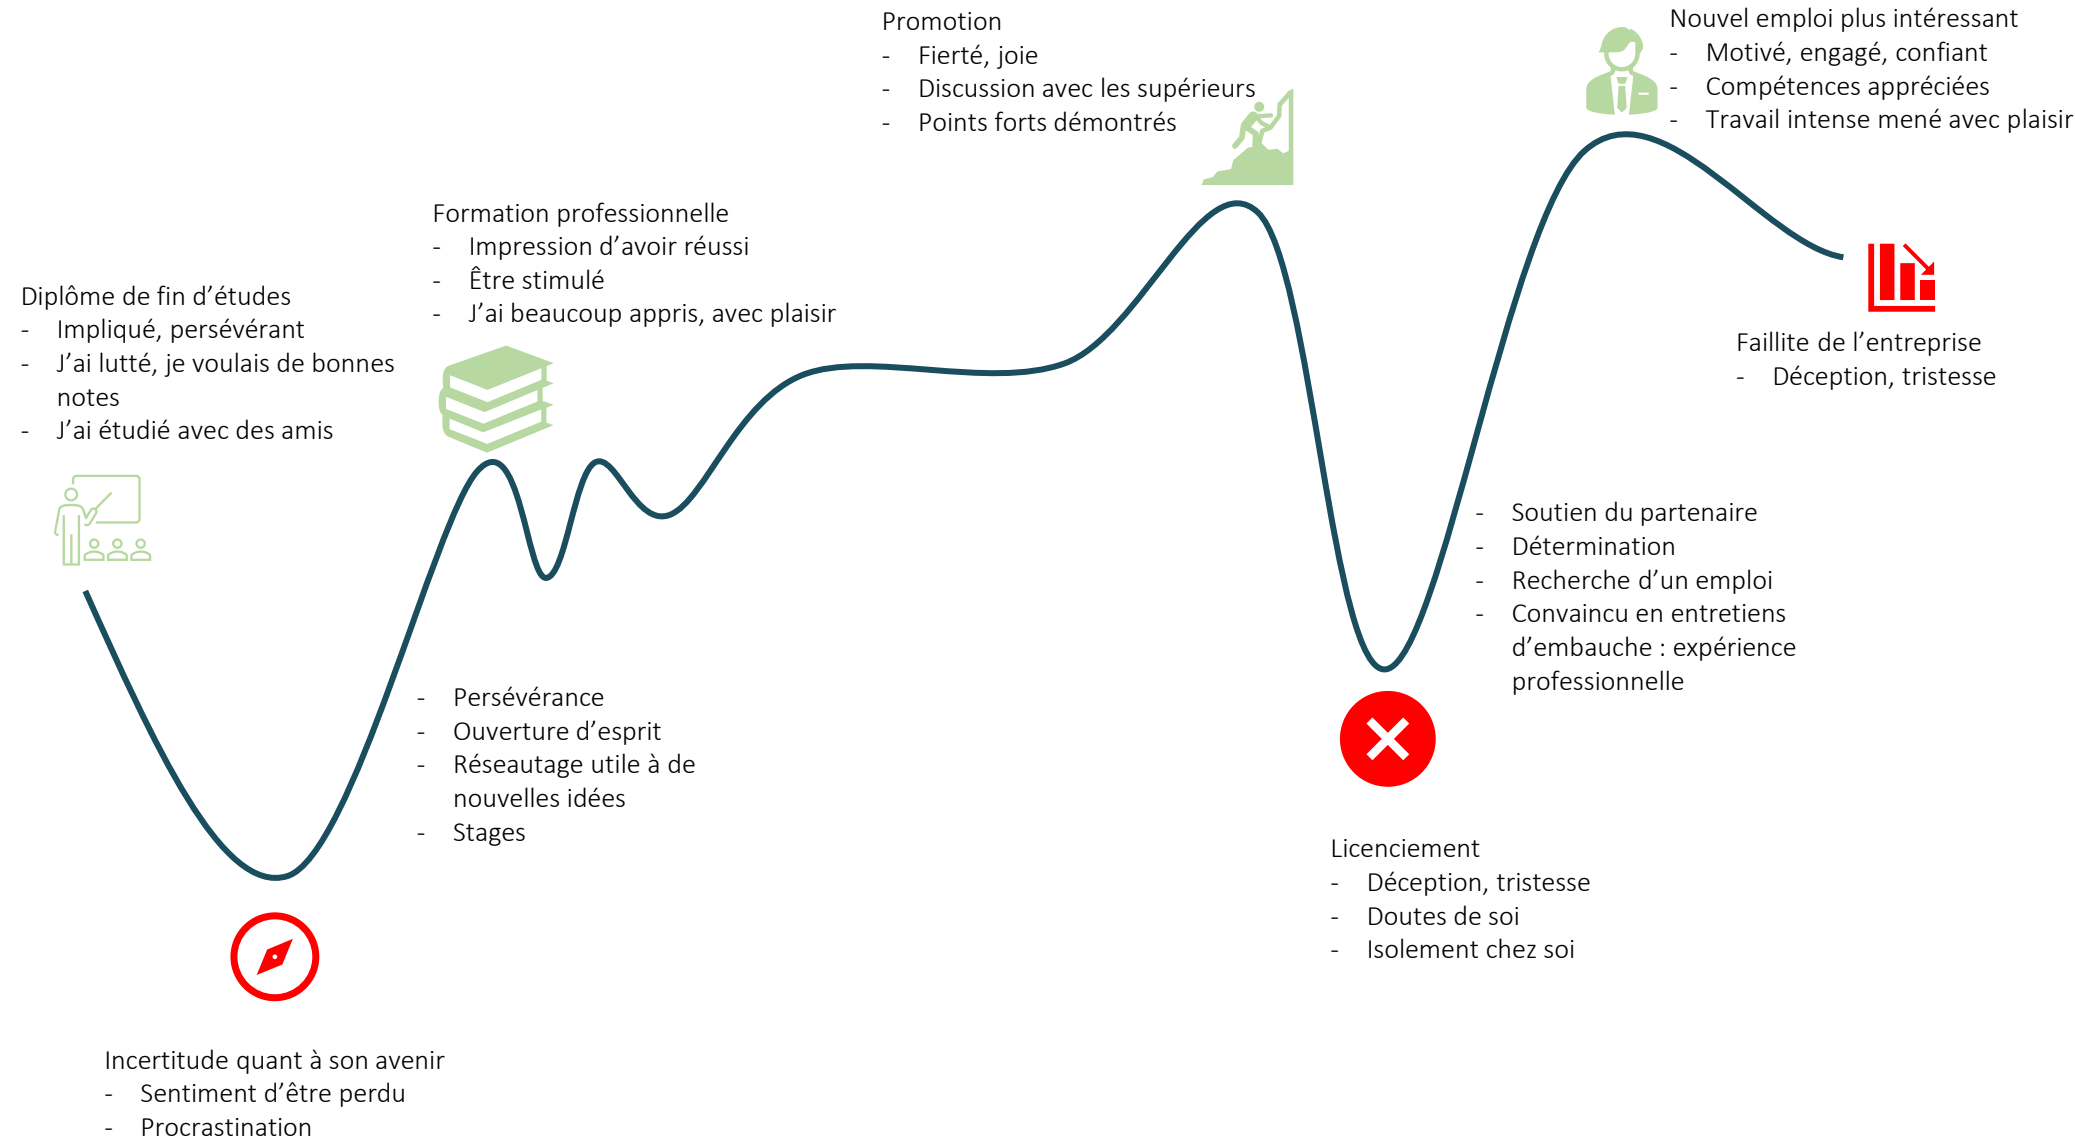 Diplôme de fin d’études
- Impliqué, persévérant
- J’ai lutté, je voulais de bonnes
notes
- J’ai étudié avec des amis
Incertitude quant à son avenir
- Sentiment d’être perdu
- Procrastination
Formation professionnelle
- Impression d’avoir réussi
- Être stimulé
- J’ai beaucoup appris, avec plaisir
- Persévérance
- Ouverture d’esprit
- Réseautage utile à de
nouvelles idées
- Stages
Promotion
- Fierté, joie
- Discussion avec les supérieurs
- Points forts démontrés
Licenciement
- Déception, tristesse
- Doutes de soi
- Isolement chez soi
- Soutien du partenaire
- Détermination
- Recherche d’un emploi
- Convaincu en entretiens
d’embauche : expérience
professionnelle
Nouvel emploi plus intéressant
- Motivé, engagé, confiant
- Compétences appréciées
- Travail intense mené avec plaisir
Faillite de l’entreprise
- Déception, tristesse